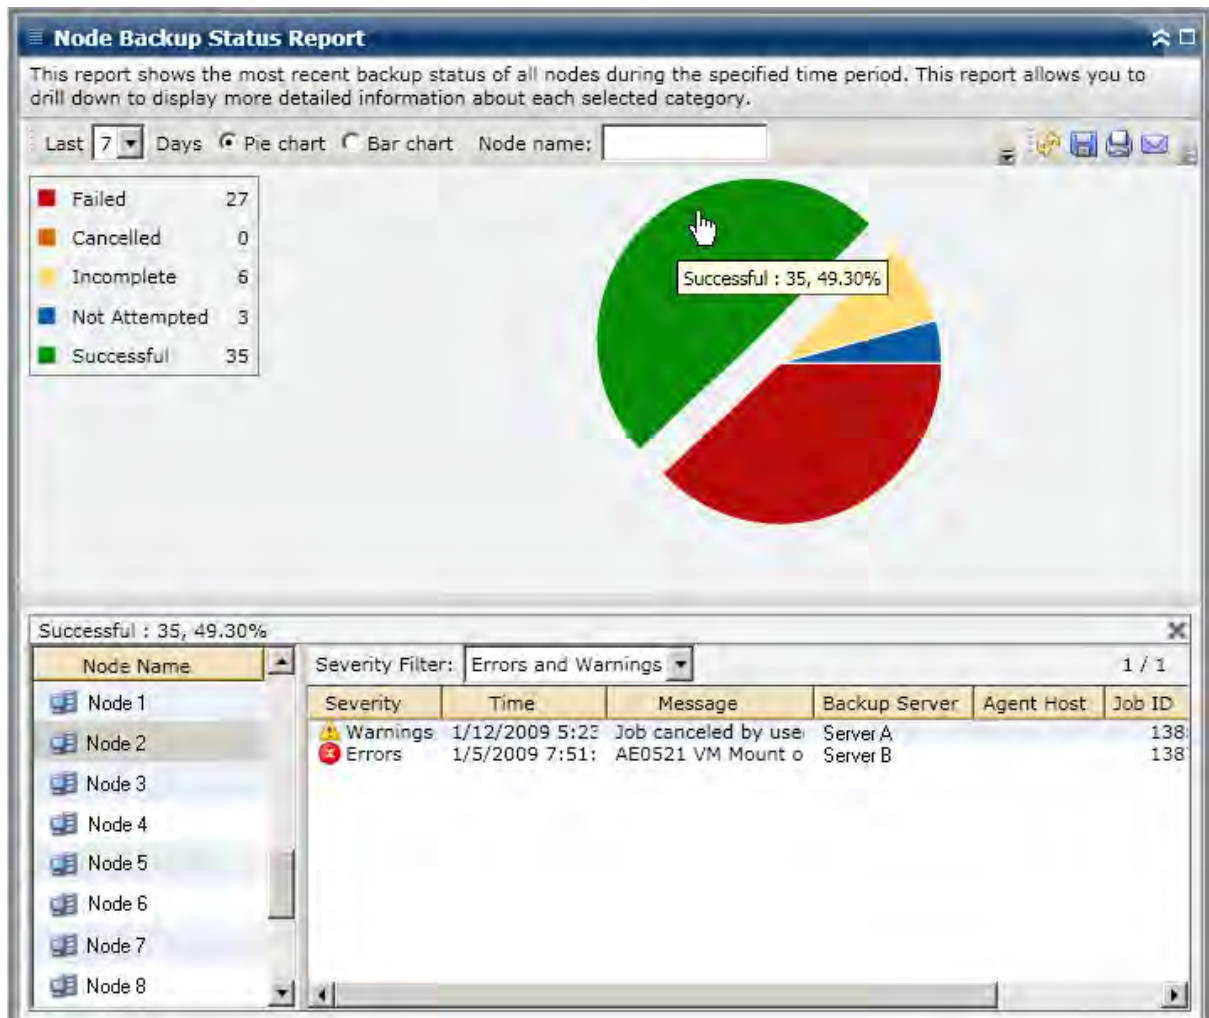 Node Backup Status Report
This report shows the most recent backup status of all nodes during the specified time period. This report allows you to
drill down to display more detailed information about each selected category.
Last 7 Days Pie chart Bar chart Node name:
Failed 27
Cancelled 0
Incomplete 6
Not Attempted 3
Successful 35
Successful : 35, 49.30%
Successful : 35, 49.30%
Node Name
Node 1
Node 2
Node 3
Node 4
Node 5
Node 6
Node 7
Node 8
Severity Filter: Errors and Warnings 1 / 1
Severity Time Message Backup Server Agent Host Job ID
Warnings 1/12/2009 5:23 Job canceled by use Server A 138
Errors 1/5/2009 7:51: AE0521 VM Mount o Server B 138